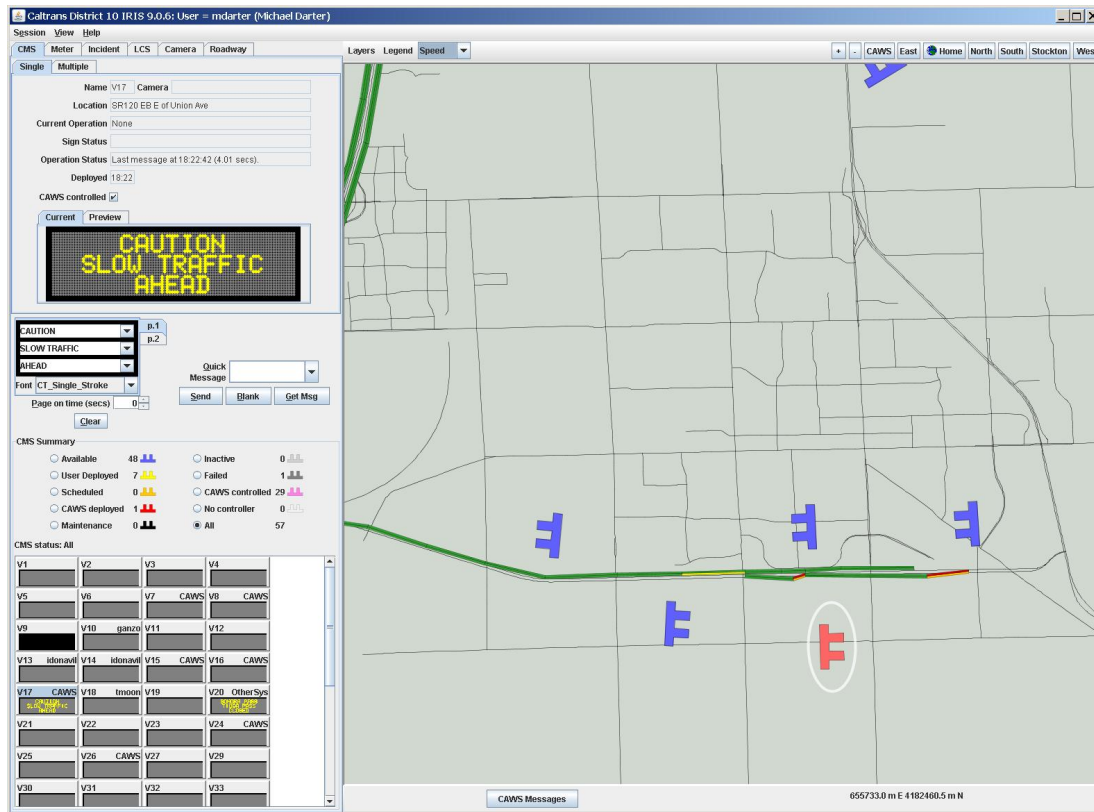 Caltrans District 10 IRIS 9.0.6: User = mdarter (Michael Darter)
Session View Help
CMS Meter Incident LCS Camera Roadway
Layers Legend Speed
+ - CAWS East Home North South Stockton Wes
Single Multiple
Name V17 Camera
Location SR120 EB E of Union Ave
Current Operation None
Sign Status
Operation Status Last message at 18:22:42 (4.01 secs).
Deployed 18:22
CAWS controlled
Current Preview
CAUTION
SLOW TRAFFIC
AHEAD
CAUTION p.1
SLOW TRAFFIC p.2
AHEAD
Font CT_Single_Stroke
Page on time (secs) 0
Clear
Quick
Message
Send Blank Get Msg
CMS Summary
Available 48 Inactive 0
User Deployed 7 Failed 1
Scheduled 0 CAWS controlled 29
CAWS deployed 1 No controller 0
Maintenance 0 All 57
CMS status: All
V1 V2 V3 V4
V5 V6 V7 CAWS V8 CAWS
V9 V10 ganzo V11 V12
V13 idonavil V14 idonavil V15 CAWS V16 CAWS
V17 CAWS V18 tmoon V19 V20 OtherSys
CAUTION
SLOW TRAFFIC
AHEAD
V21 V22 V23 V24 CAWS
V25 V26 CAWS V27 V29
V30 V31 V32 V33
CAWS Messages
655733.0 m E 4182460.5 m N